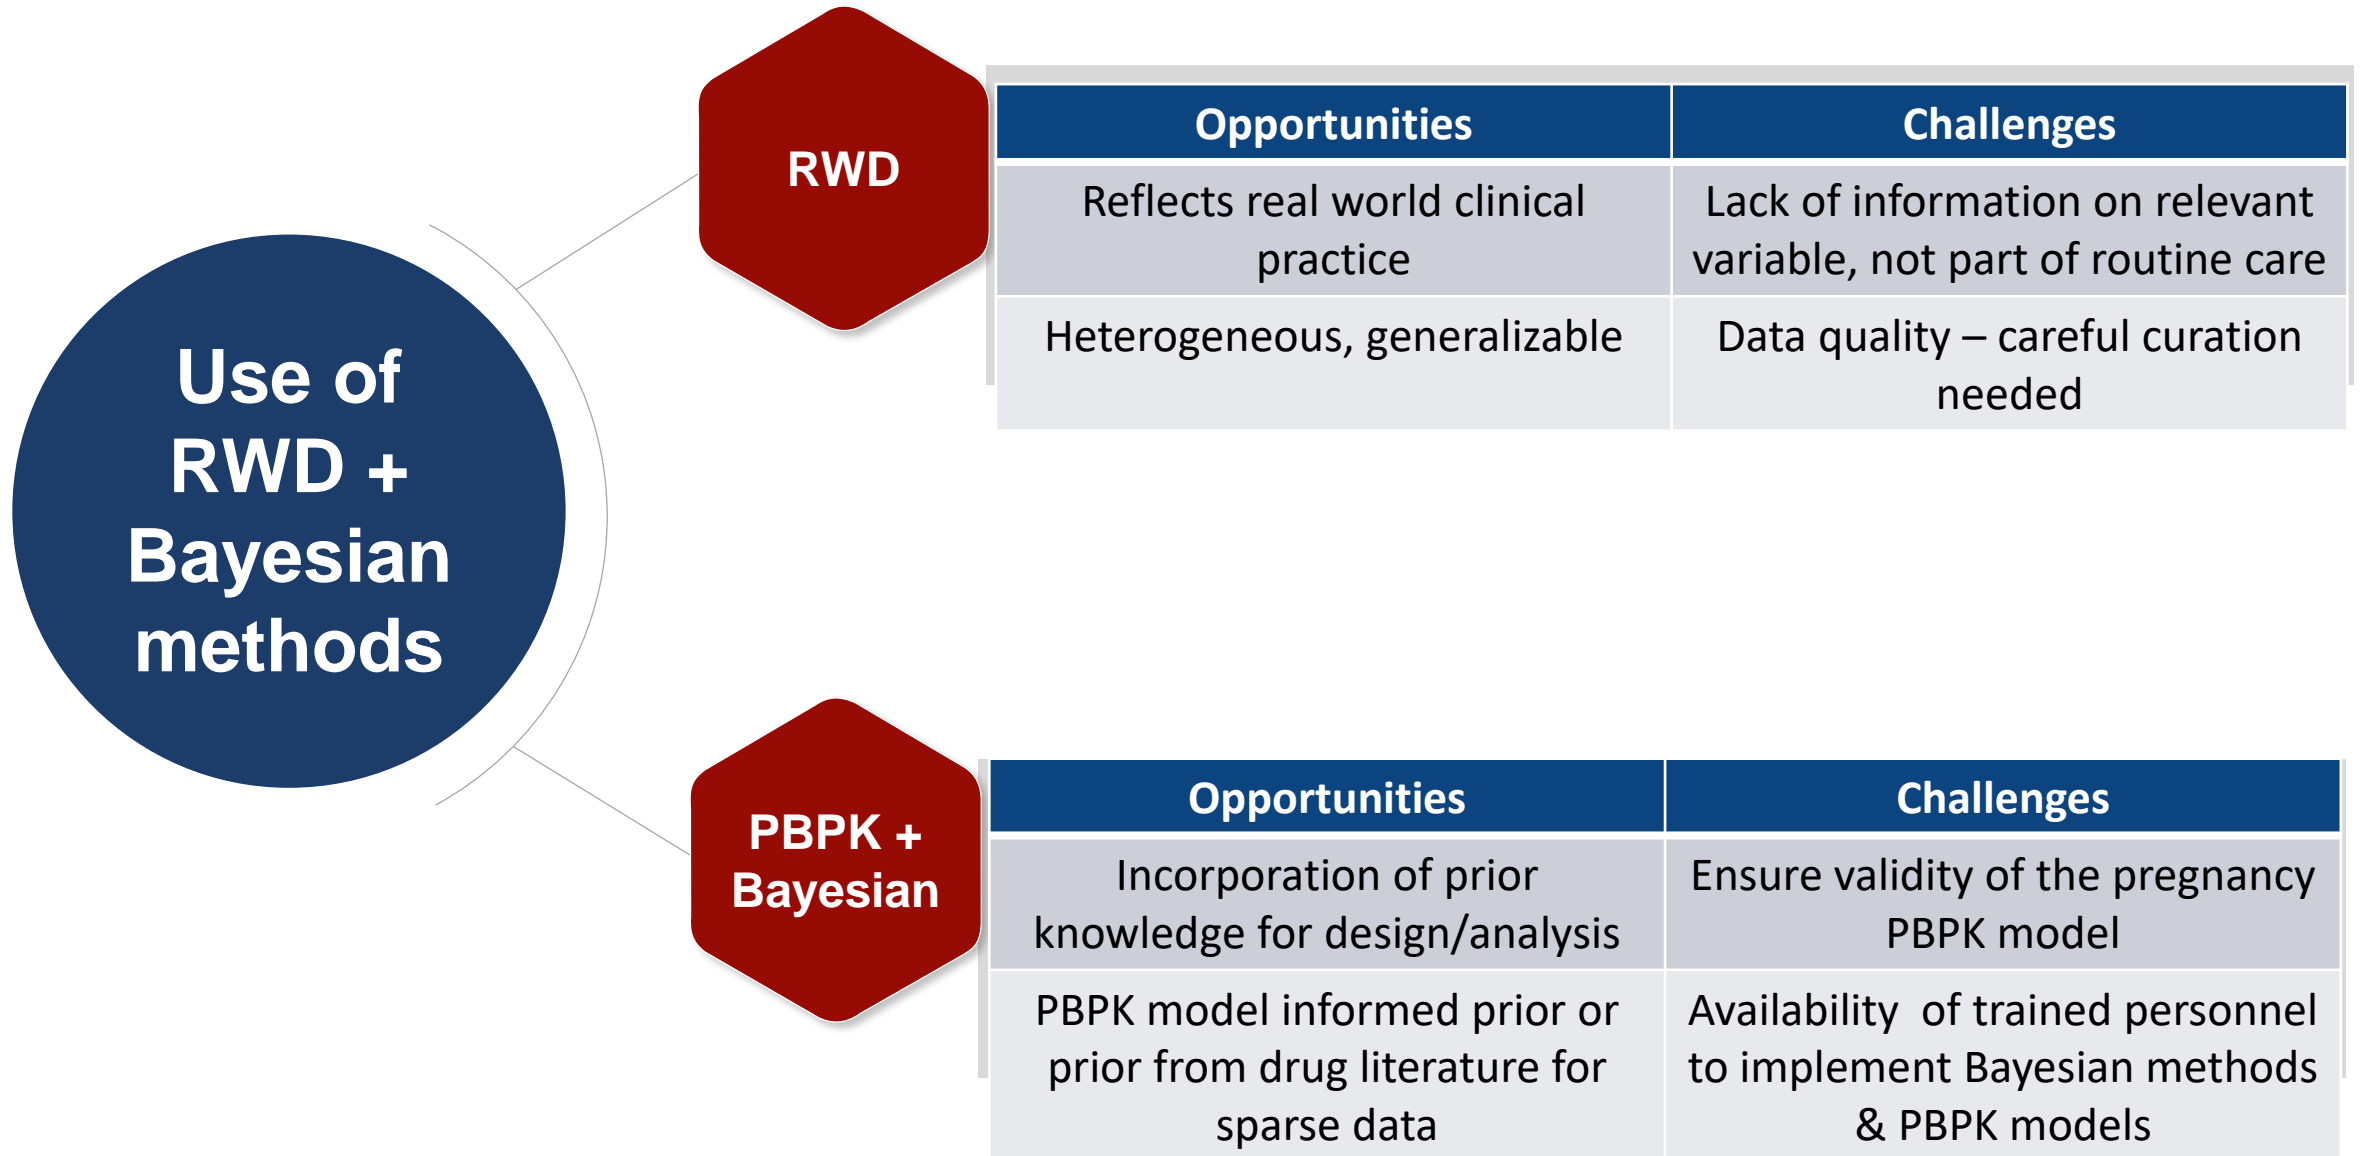 Use of
RWD +
Bayesian
methods
RWD
Opportunities
Challenges
Reflects real world clinical
practice
Lack of information on relevant
variable, not part of routine care
Heterogeneous, generalizable
Data quality – careful curation
needed
PBPK +
Bayesian
Opportunities
Challenges
Incorporation of prior
knowledge for design/analysis
Ensure validity of the pregnancy
PBPK model
PBPK model informed prior or
prior from drug literature for
sparse data
Availability  of trained personnel
to implement Bayesian methods
& PBPK models